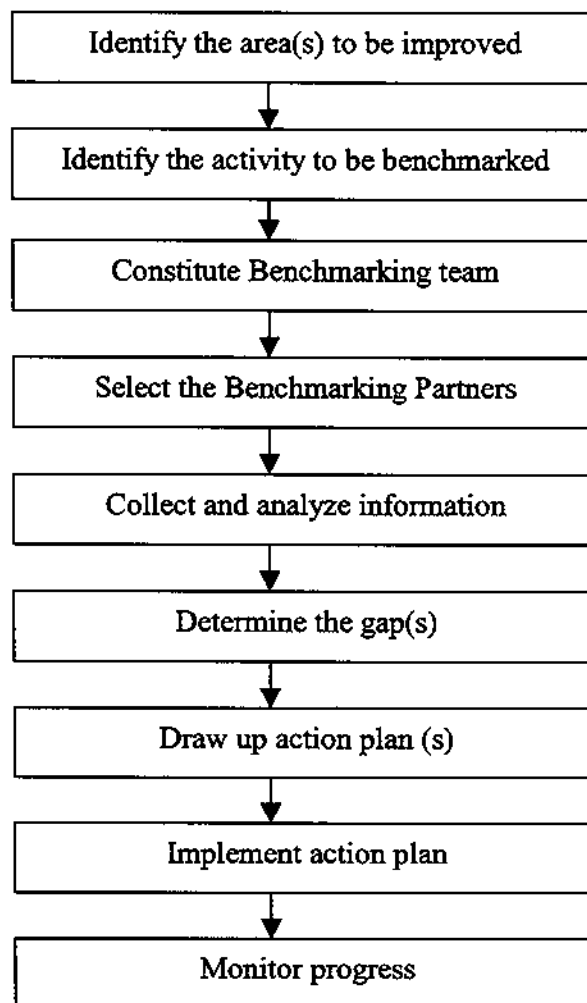 Identify the area(s) to be improved
Identify the activity to be benchmarked
Constitute Benchmarking team
Select the Benchmarking Partners
Collect and analyze information
Determine the gap(s)
Draw up action plan (s)
Implement action plan
Monitor progress